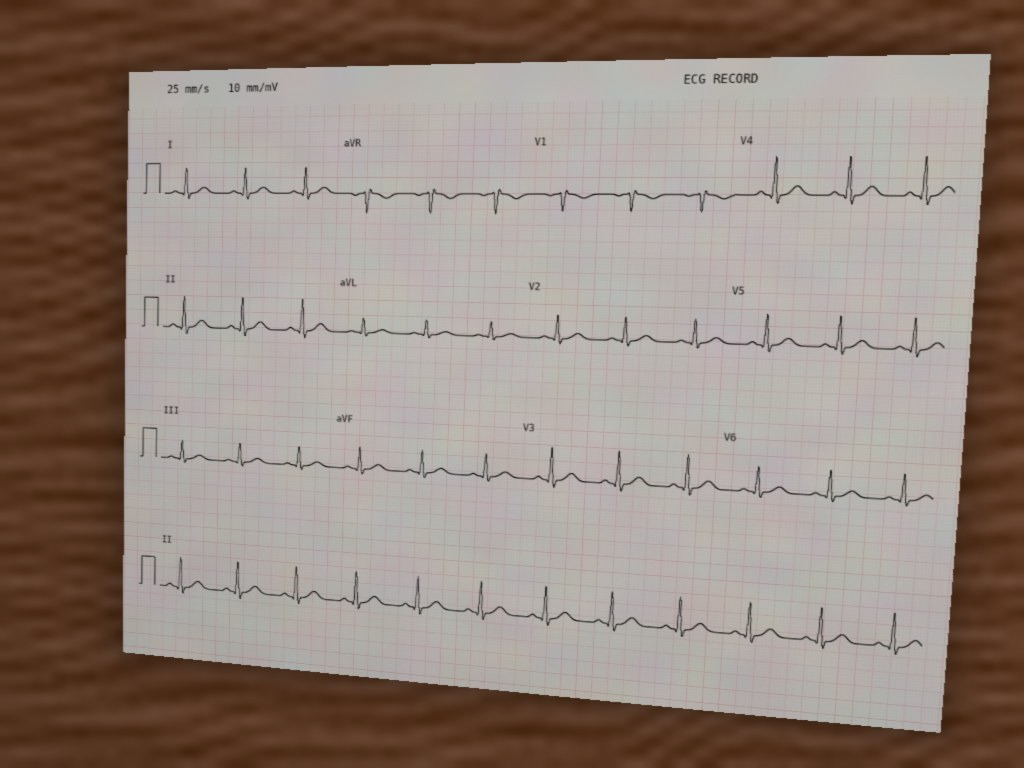 25 mm/s 10 mm/mV ECG RECORD
I aVR V1 V4
II aVL V2 V5
III aVF V3 V6
II